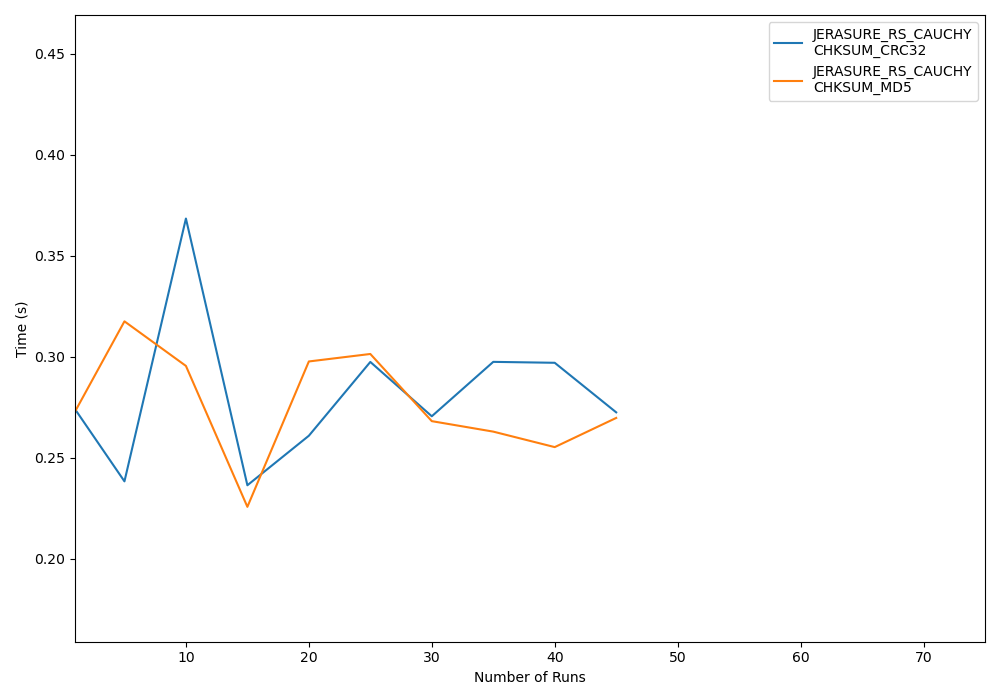 JERASURE_RS_CAUCHY
CHKSUM_CRC32
JERASURE_RS_CAUCHY
CHKSUM_MD5
0.45
0.40
0.35
0.30
0.25
0.20
Time (s)
10 20 30 40 50 60 70
Number of Runs